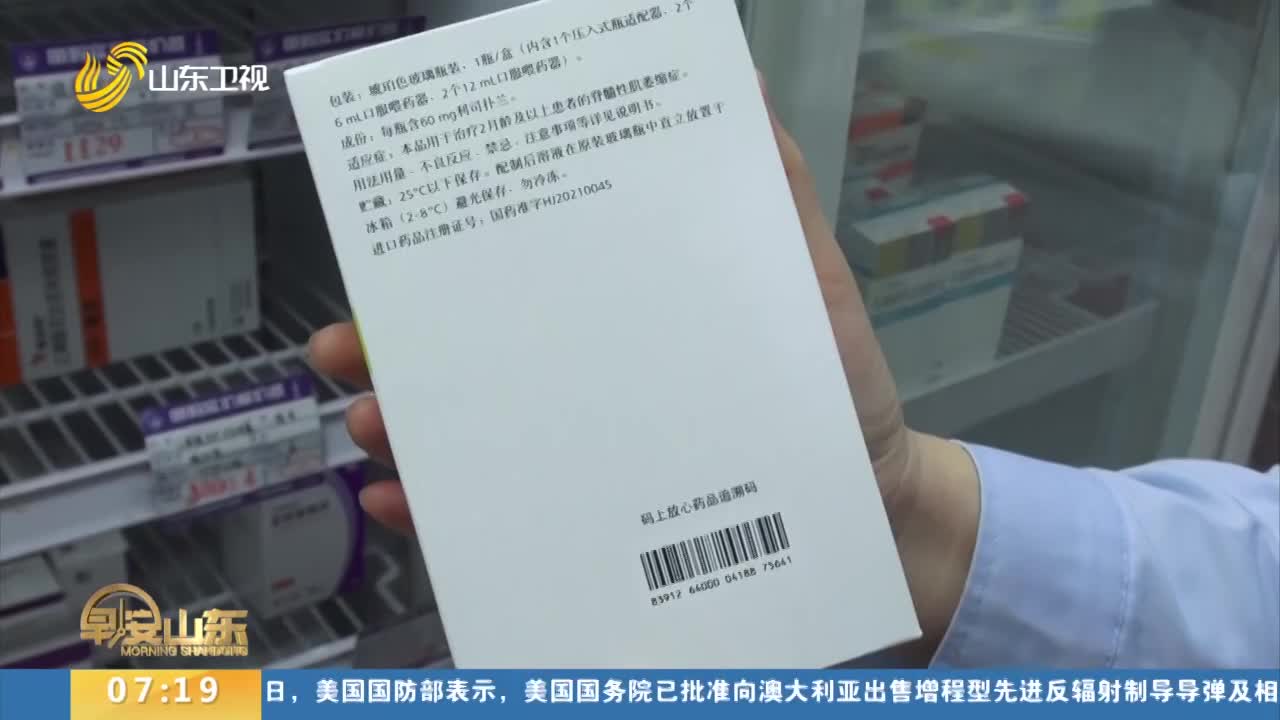 山东卫视
包装：琥珀色玻璃瓶装，1瓶/盒（内含1个压入式瓶适配器、2个
6 mL口服喂药器、2个12 mL口服喂药器）。
成份：每瓶含60 mg利司扑兰。
适应症：本品用于治疗2月龄及以上患者的脊髓性肌萎缩症。
用法用量、不良反应、禁忌、注意事项等详见说明书。
贮藏：25℃以下保存。配制后溶液在原装玻璃瓶中直立放置于
冰箱（2-8℃）避光保存，勿冷冻。
进口药品注册证号：国药准字HJ20210045
1129
码上放心药品追溯码
83912 64000 04188 75641
早安山东
MORNING SHANDONG
07:19
日，美国国防部表示，美国国务院已批准向澳大利亚出售增程型先进反辐射制导导弹及相